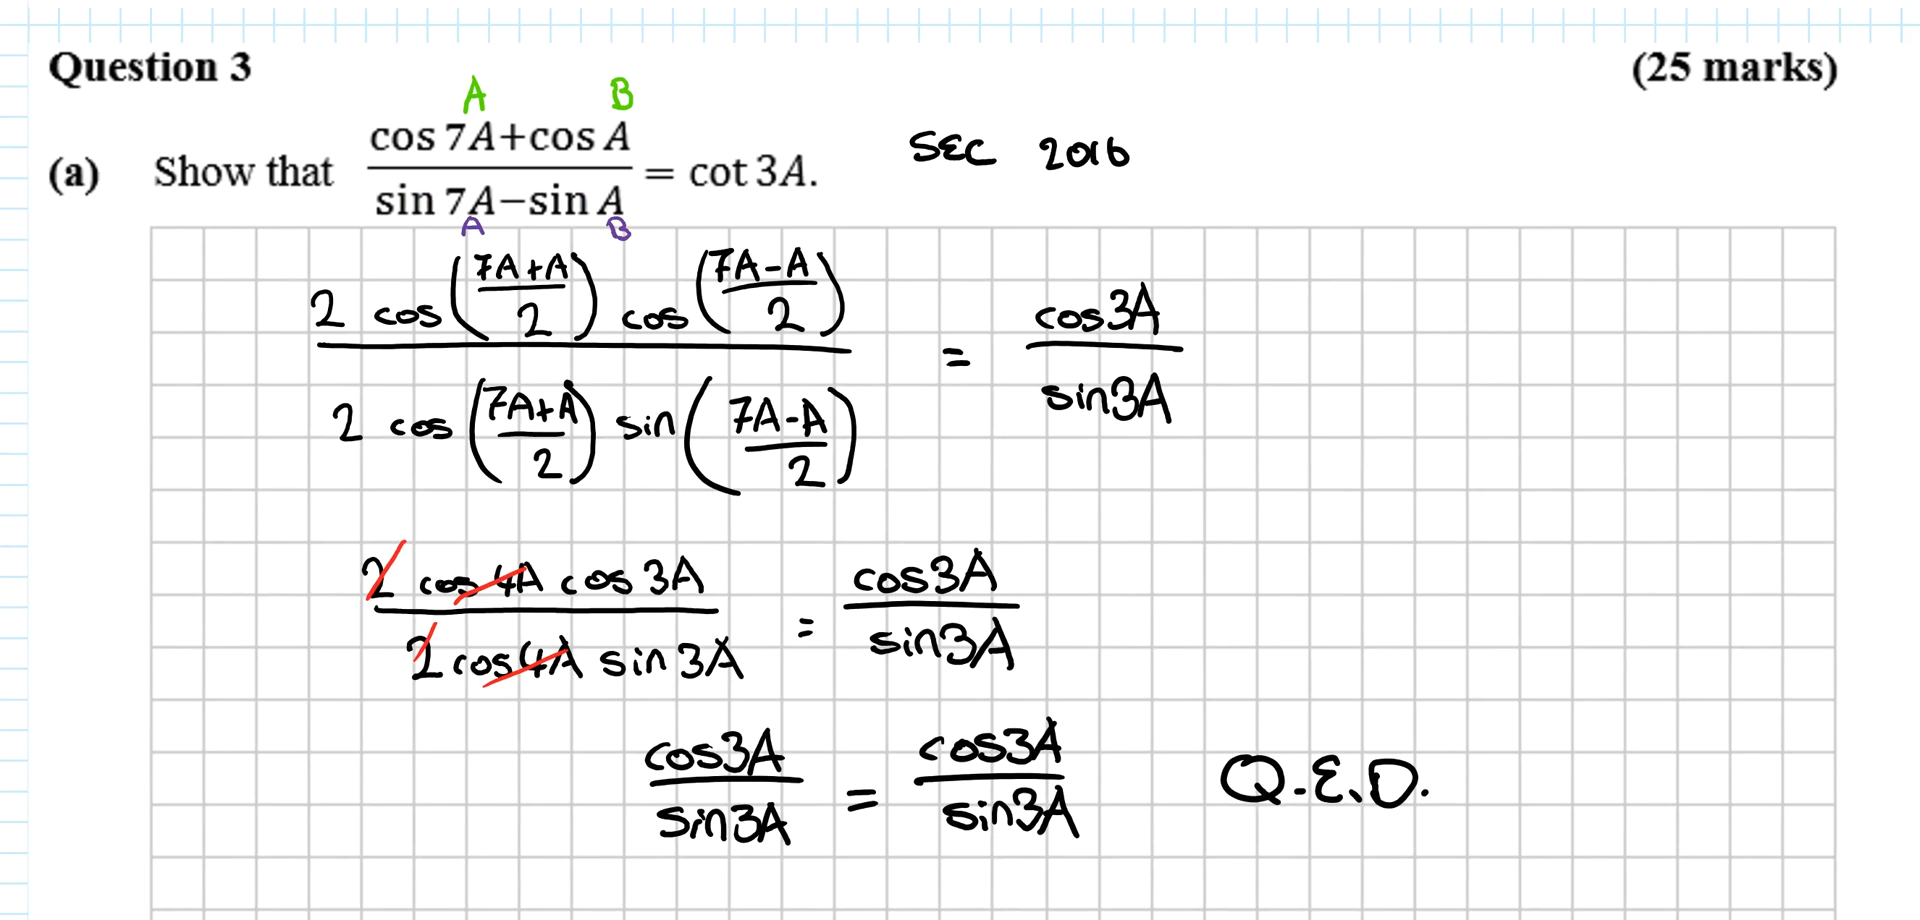 Question 3 (25 marks)
A B
(a) Show that (cos 7A+cos A)/(sin 7A−sin A) = cot 3A. SEC 2016
A B
(2 cos((7A+A)/2) cos((7A-A)/2))/(2 cos((7A+A)/2) sin((7A-A)/2)) = cos3A/sin3A
(2 cos 4A cos 3A)/(2 cos 4A sin 3A) = cos3A/sin3A
cos3A/sin3A = cos3A/sin3A Q.E.D.